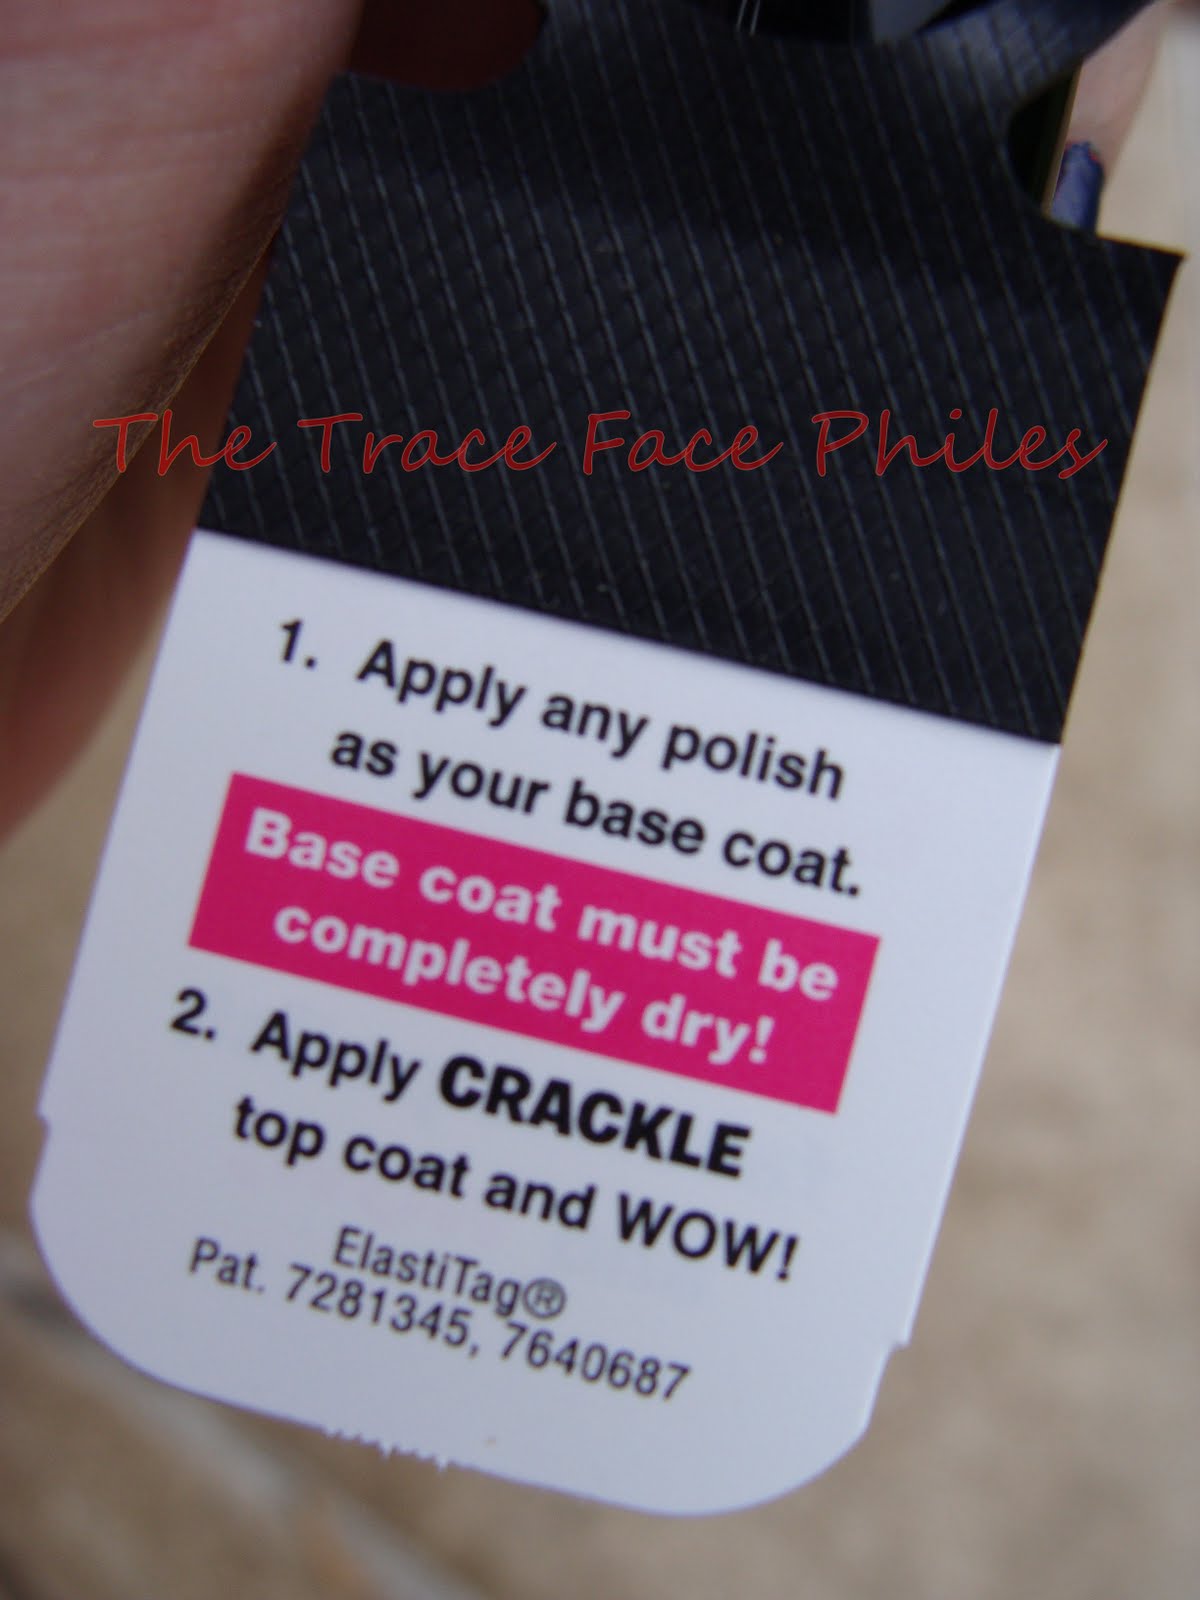 The Trace Face Philes
1. Apply any polish
as your base coat.
Base coat must be
completely dry!
2. Apply CRACKLE
top coat and WOW!
ElastiTag®
Pat. 7281345, 7640687